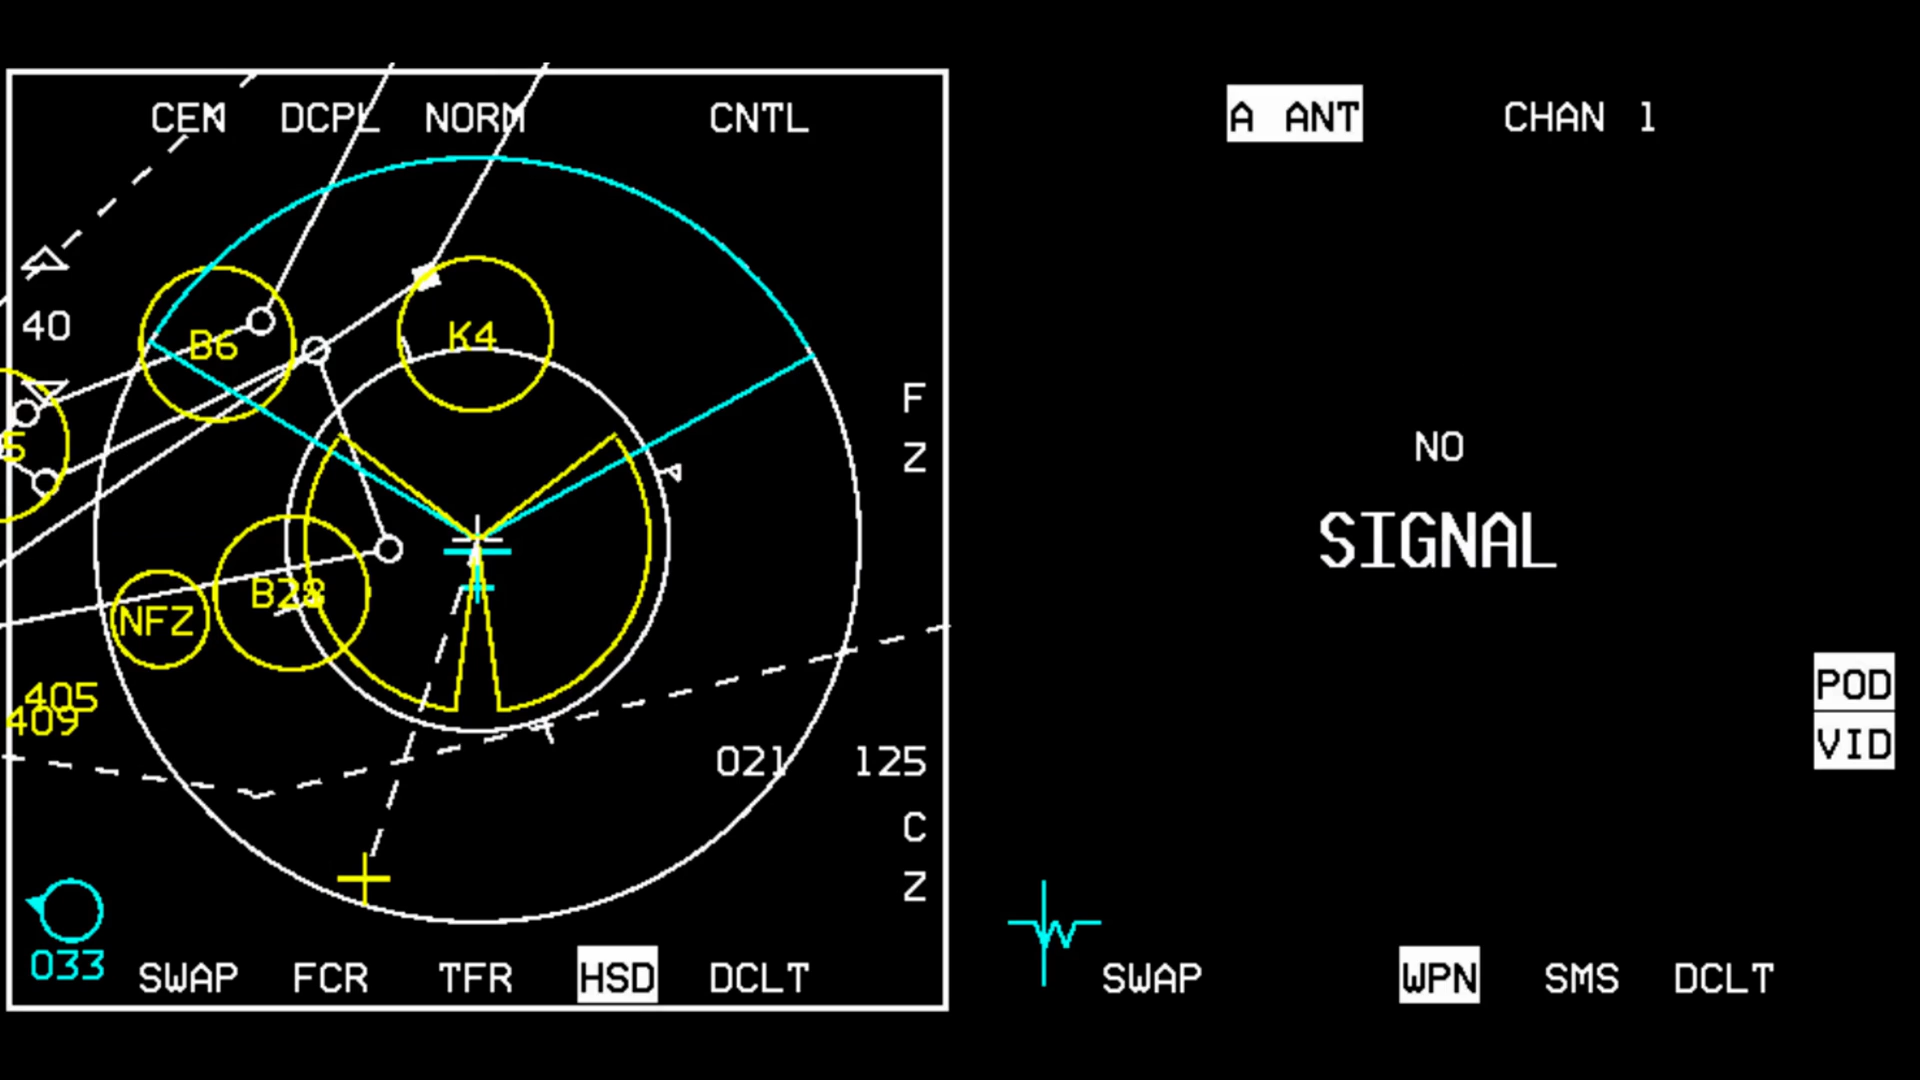 CEN DCPL NORM CNTL
A ANT CHAN 1
40
B6
K4
F
Z
5
NO
SIGNAL
B28
NFZ
405
409
POD
VID
021 125
C
Z
033
SWAP FCR TFR HSD DCLT
SWAP WPN SMS DCLT